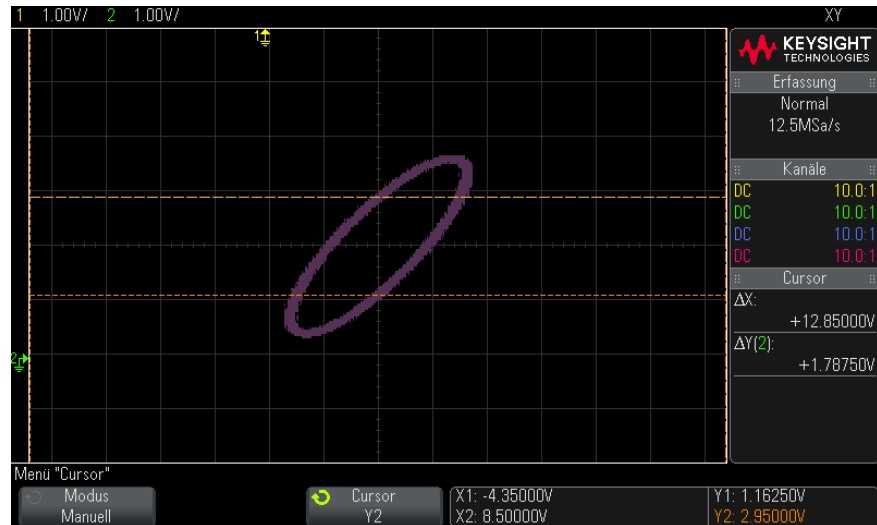 1 1.00V/ 2 1.00V/ XY
1
KEYSIGHT
TECHNOLOGIES
Erfassung
Normal
12.5MSa/s
Kanäle
DC 10.0:1
DC 10.0:1
DC 10.0:1
DC 10.0:1
Cursor
ΔX:
+12.85000V
ΔY(2):
+1.78750V
2
Menü "Cursor"
Modus
Manuell
Cursor
Y2
X1: -4.35000V
X2: 8.50000V
Y1: 1.16250V
Y2: 2.95000V